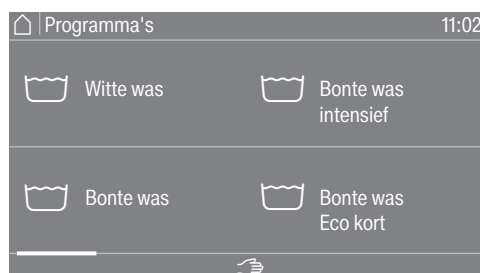 Programma's 11:02
Witte was
Bonte was
intensief
Bonte was
Bonte was
Eco kort